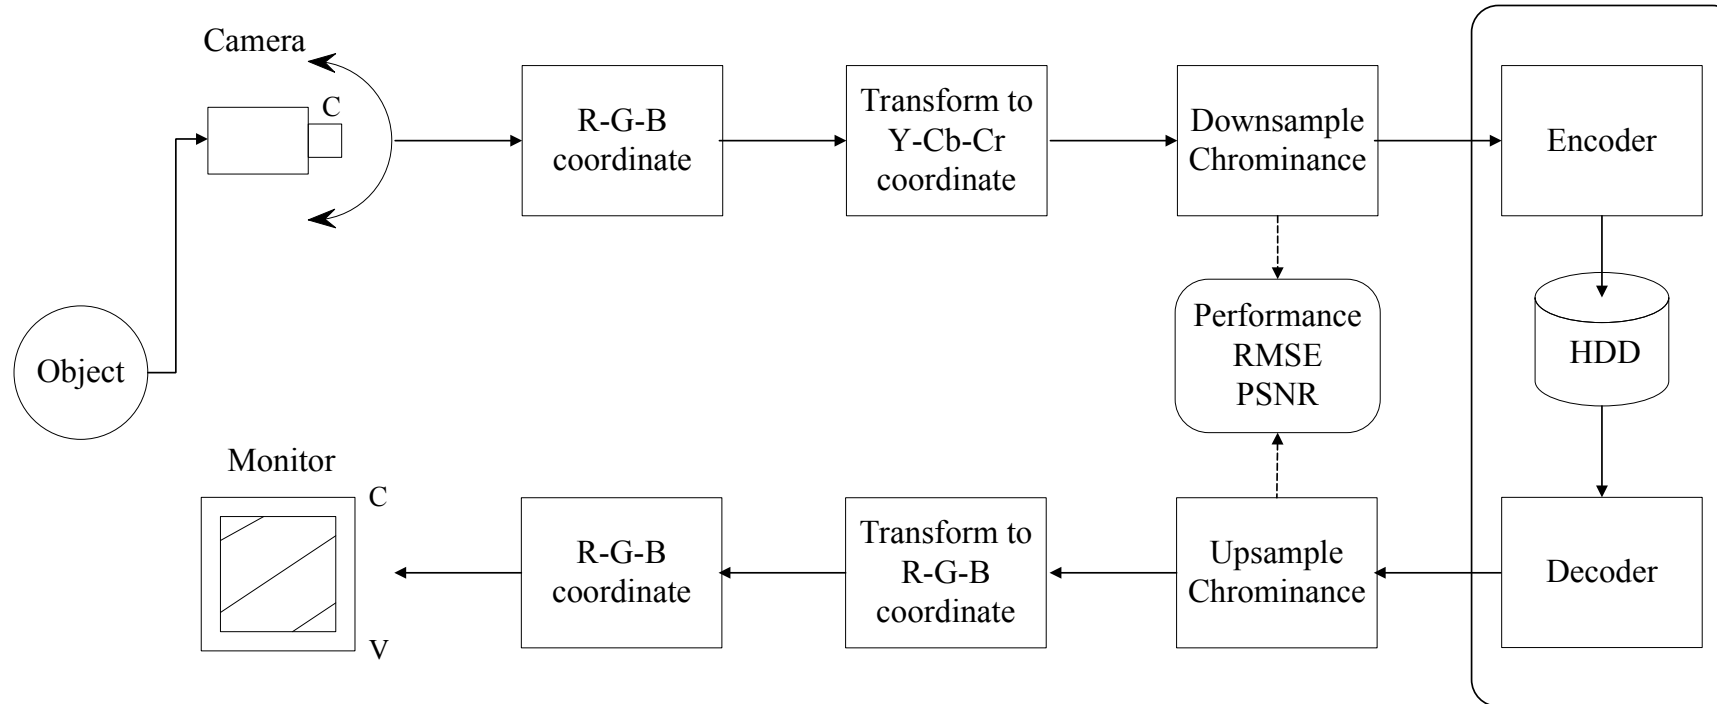 Camera
C
R-G-B
coordinate
Transform to
Y-Cb-Cr
coordinate
Downsample
Chrominance
Encoder
Object
Performance
RMSE
PSNR
HDD
Monitor
C
V
R-G-B
coordinate
Transform to
R-G-B
coordinate
Upsample
Chrominance
Decoder